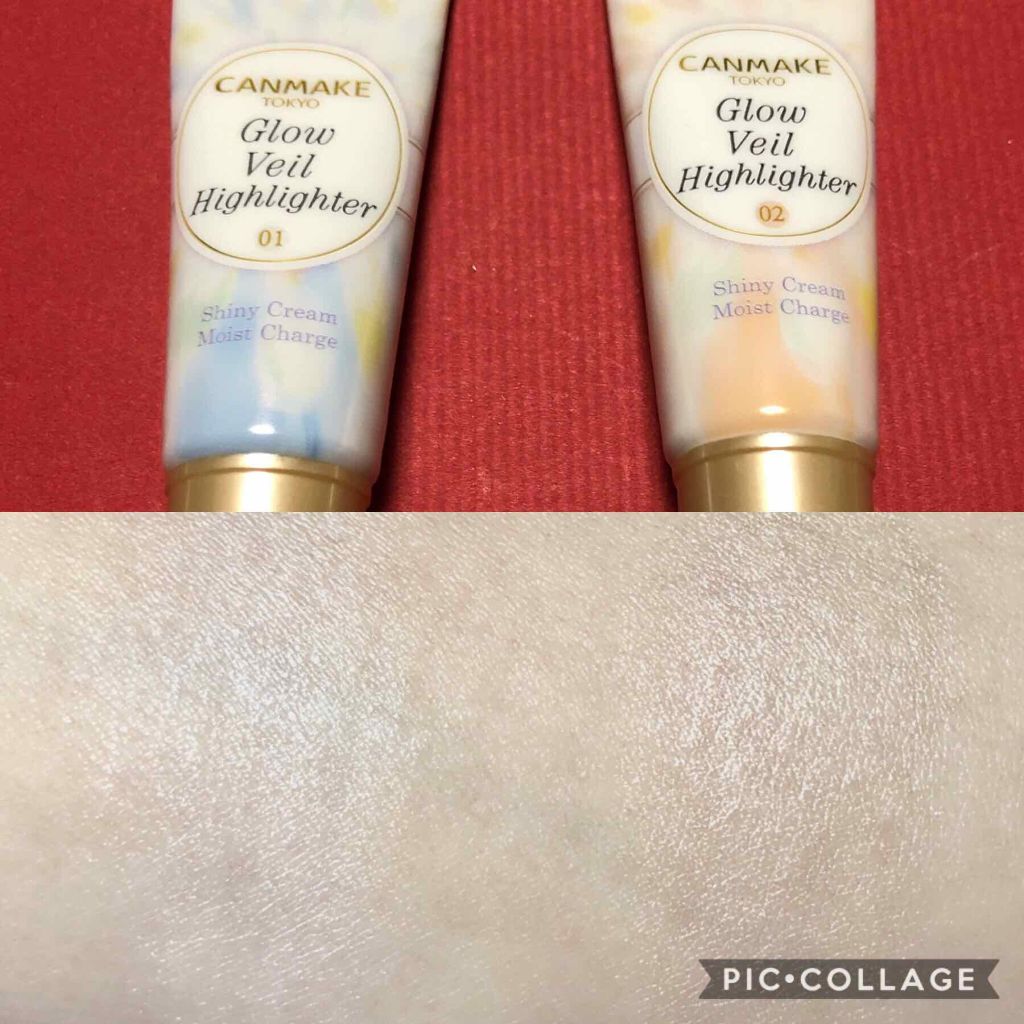 CANMAKE
TOKYO
Glow
Veil
Highlighter
01
Shiny Cream
Moist Charge
CANMAKE
TOKYO
Glow
Veil
Highlighter
02
Shiny Cream
Moist Charge
PIC•COLLAGE